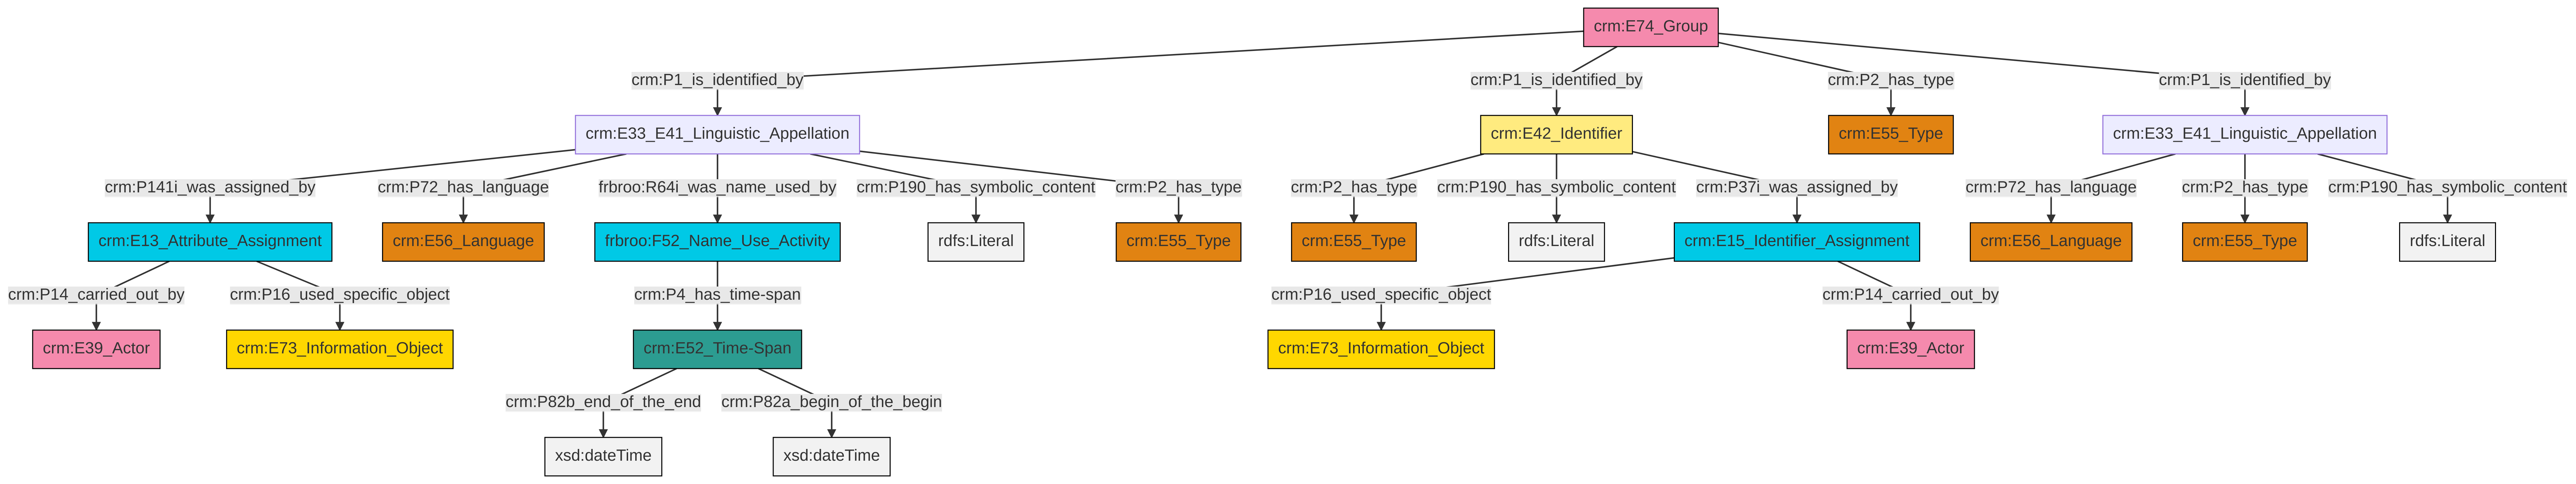 crm:E74_Group
crm:P1_is_identified_by
crm:P1_is_identified_by
crm:P2_has_type
crm:P1_is_identified_by
crm:E33_E41_Linguistic_Appellation
crm:E42_Identifier
crm:E55_Type
crm:E33_E41_Linguistic_Appellation
crm:P141i_was_assigned_by
crm:P72_has_language
frbroo:R64i_was_name_used_by
crm:P190_has_symbolic_content
crm:P2_has_type
crm:P2_has_type
crm:P190_has_symbolic_content
crm:P37i_was_assigned_by
crm:P72_has_language
crm:P2_has_type
crm:P190_has_symbolic_content
crm:E13_Attribute_Assignment
crm:E56_Language
frbroo:F52_Name_Use_Activity
rdfs:Literal
crm:E55_Type
crm:E55_Type
rdfs:Literal
crm:E15_Identifier_Assignment
crm:E56_Language
crm:E55_Type
rdfs:Literal
crm:P14_carried_out_by
crm:P16_used_specific_object
crm:P4_has_time-span
crm:P16_used_specific_object
crm:P14_carried_out_by
crm:E39_Actor
crm:E73_Information_Object
crm:E52_Time-Span
crm:E73_Information_Object
crm:E39_Actor
crm:P82b_end_of_the_end
crm:P82a_begin_of_the_begin
xsd:dateTime
xsd:dateTime